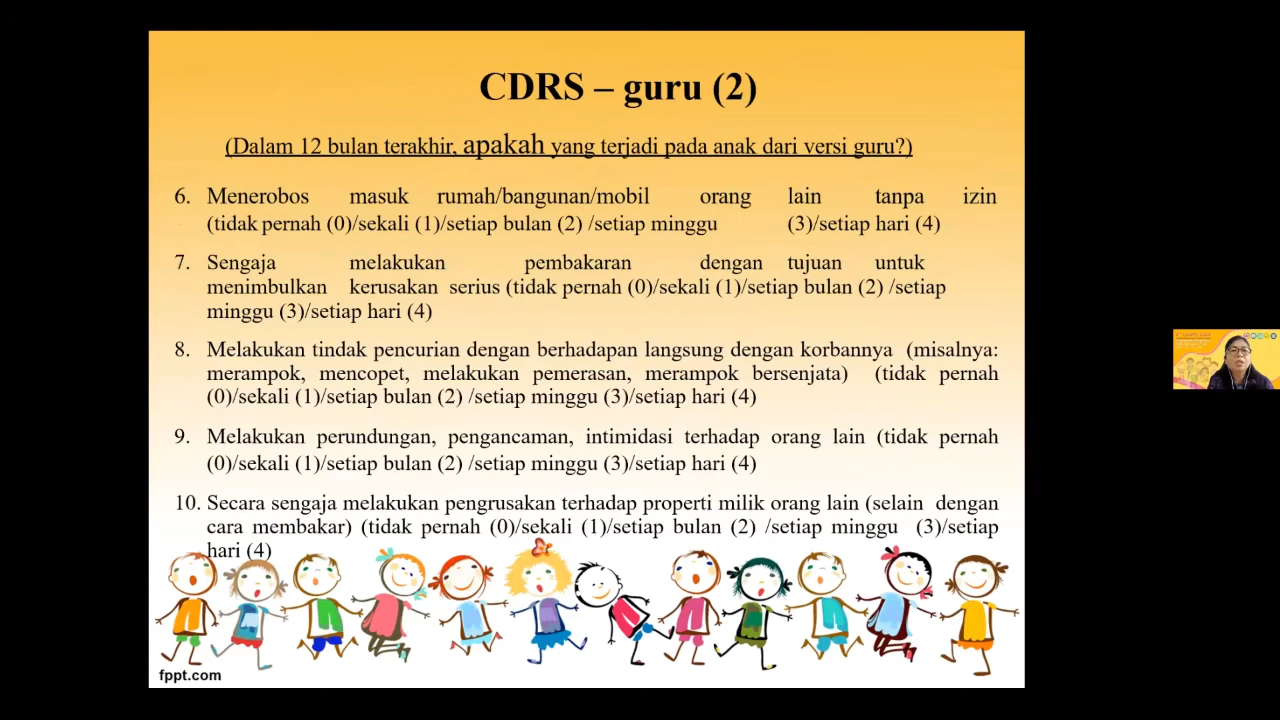 CDRS – guru (2)
(Dalam 12 bulan terakhir, apakah yang terjadi pada anak dari versi guru?)
6. Menerobos masuk rumah/bangunan/mobil orang lain tanpa izin
(tidak pernah (0)/sekali (1)/setiap bulan (2) /setiap minggu (3)/setiap hari (4)
7. Sengaja melakukan pembakaran dengan tujuan untuk
menimbulkan kerusakan serius (tidak pernah (0)/sekali (1)/setiap bulan (2) /setiap
minggu (3)/setiap hari (4)
8. Melakukan tindak pencurian dengan berhadapan langsung dengan korbannya (misalnya:
merampok, mencopet, melakukan pemerasan, merampok bersenjata) (tidak pernah
(0)/sekali (1)/setiap bulan (2) /setiap minggu (3)/setiap hari (4)
9. Melakukan perundungan, pengancaman, intimidasi terhadap orang lain (tidak pernah
(0)/sekali (1)/setiap bulan (2) /setiap minggu (3)/setiap hari (4)
10. Secara sengaja melakukan pengrusakan terhadap properti milik orang lain (selain dengan
cara membakar) (tidak pernah (0)/sekali (1)/setiap bulan (2) /setiap minggu (3)/setiap
hari (4)
fppt.com